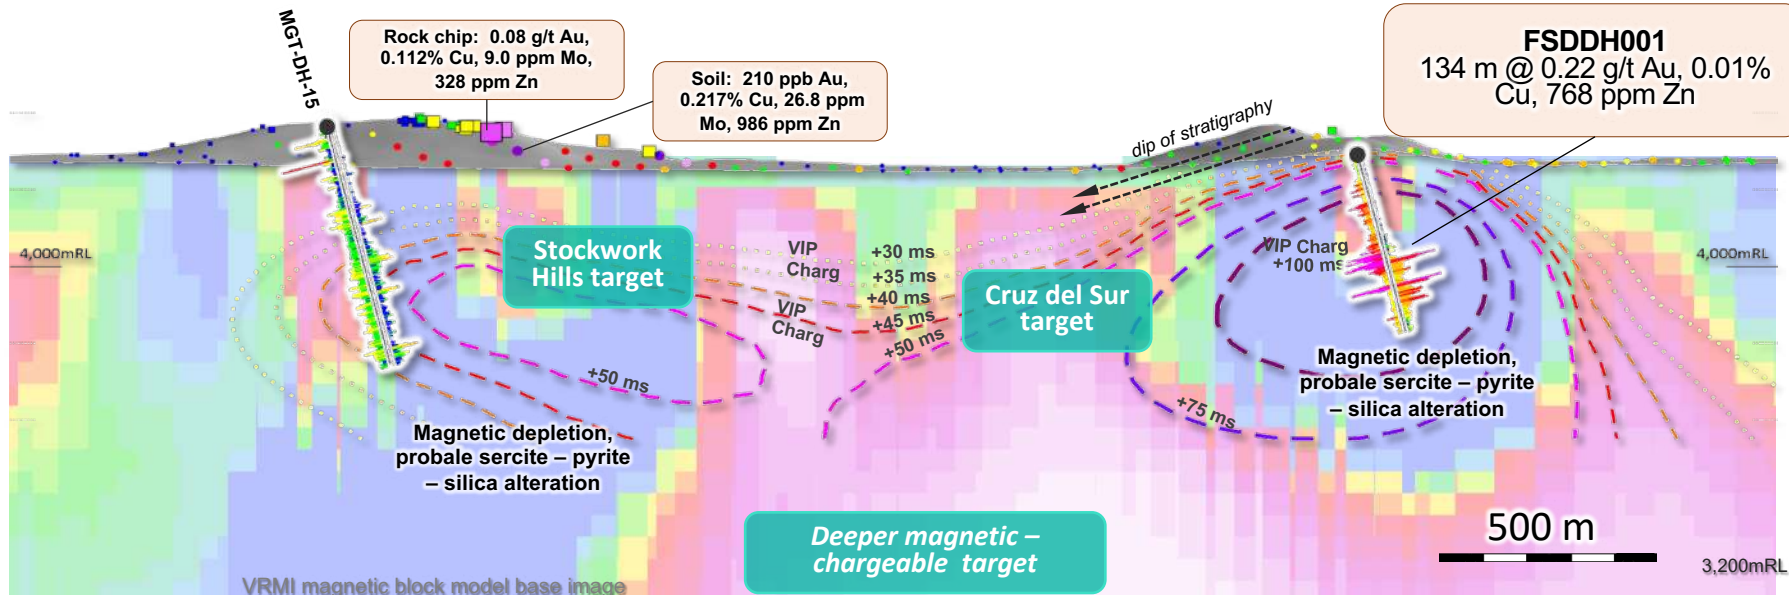 MGT-DH-15
Rock chip: 0.08 g/t Au,
0.112% Cu, 9.0 ppm Mo,
328 ppm Zn
Soil: 210 ppb Au,
0.217% Cu, 26.8 ppm
Mo, 986 ppm Zn
dip of stratigraphy
FSDDH001
134 m @ 0.22 g/t Au, 0.01%
Cu, 768 ppm Zn
4,000mRL
4,000mRL
Stockwork
Hills target
VIP
Charg
+30 ms
+35 ms
+40 ms
VIP
Charg
+45 ms
+50 ms
Cruz del Sur
target
VIP Charg
+100 ms
+50 ms
+75 ms
Magnetic depletion,
probale sercite – pyrite
– silica alteration
Magnetic depletion,
probale sercite – pyrite
– silica alteration
Deeper magnetic –
chargeable target
500 m
3,200mRL
VRMI magnetic block model base image